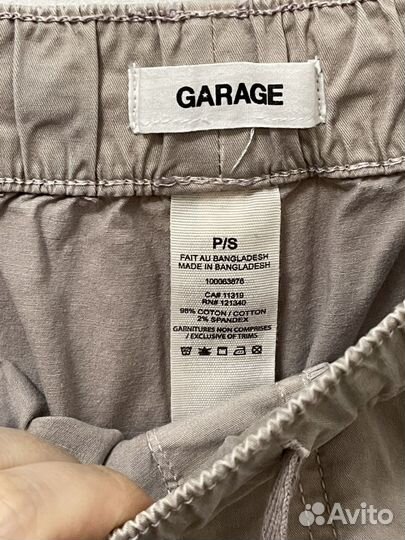 GARAGE
P/S
FAIT AU BANGLADESH
MADE IN BANGLADESH
100063676
CA# 11319
RN# 121340
98% COTON / COTTON
2% SPANDEX
GARNITURES NON COMPRISES
/ EXCLUSIVE OF TRIMS
Avito